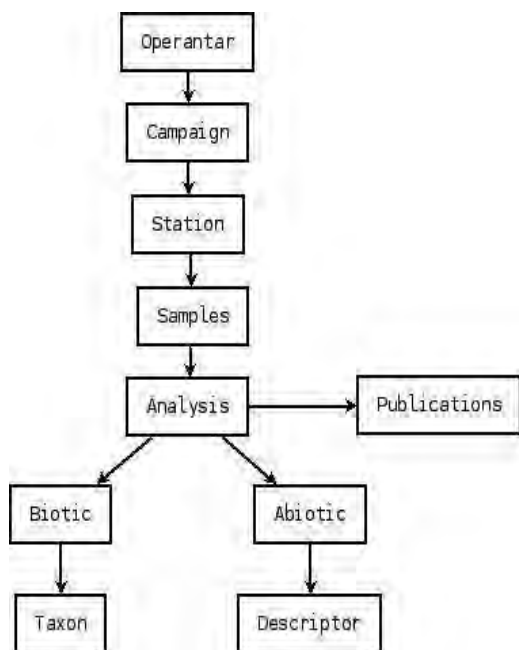 Operantar
Campaign
Station
Samples
Analysis
Publications
Biotic
Abiotic
Taxon
Descriptor